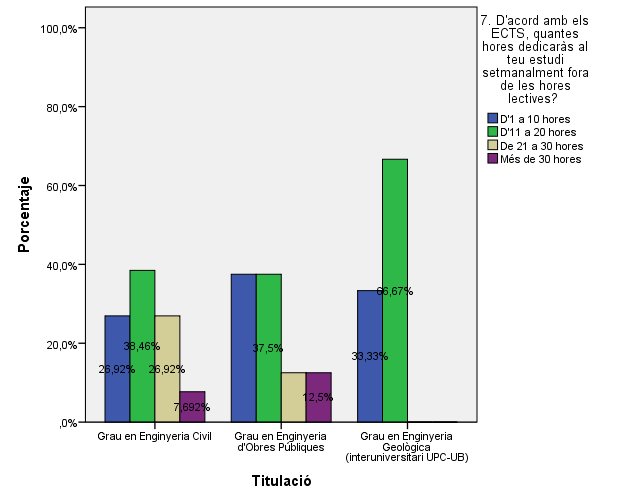 7. D'acord amb els
ECTS, quantes
hores dedicaràs al
teu estudi
setmanalment fora
de les hores
lectives?
D'1 a 10 hores
D'11 a 20 hores
De 21 a 30 hores
Més de 30 hores
Porcentaje
100,0%
80,0%
60,0%
40,0%
20,0%
,0%
26,92%
38,46%
26,92%
7,692%
37,5%
12,5%
33,33%
66,67%
Grau en Enginyeria Civil
Grau en Enginyeria
d'Obres Públiques
Grau en Enginyeria
Geològica
(interuniversitari UPC-UB)
Titulació